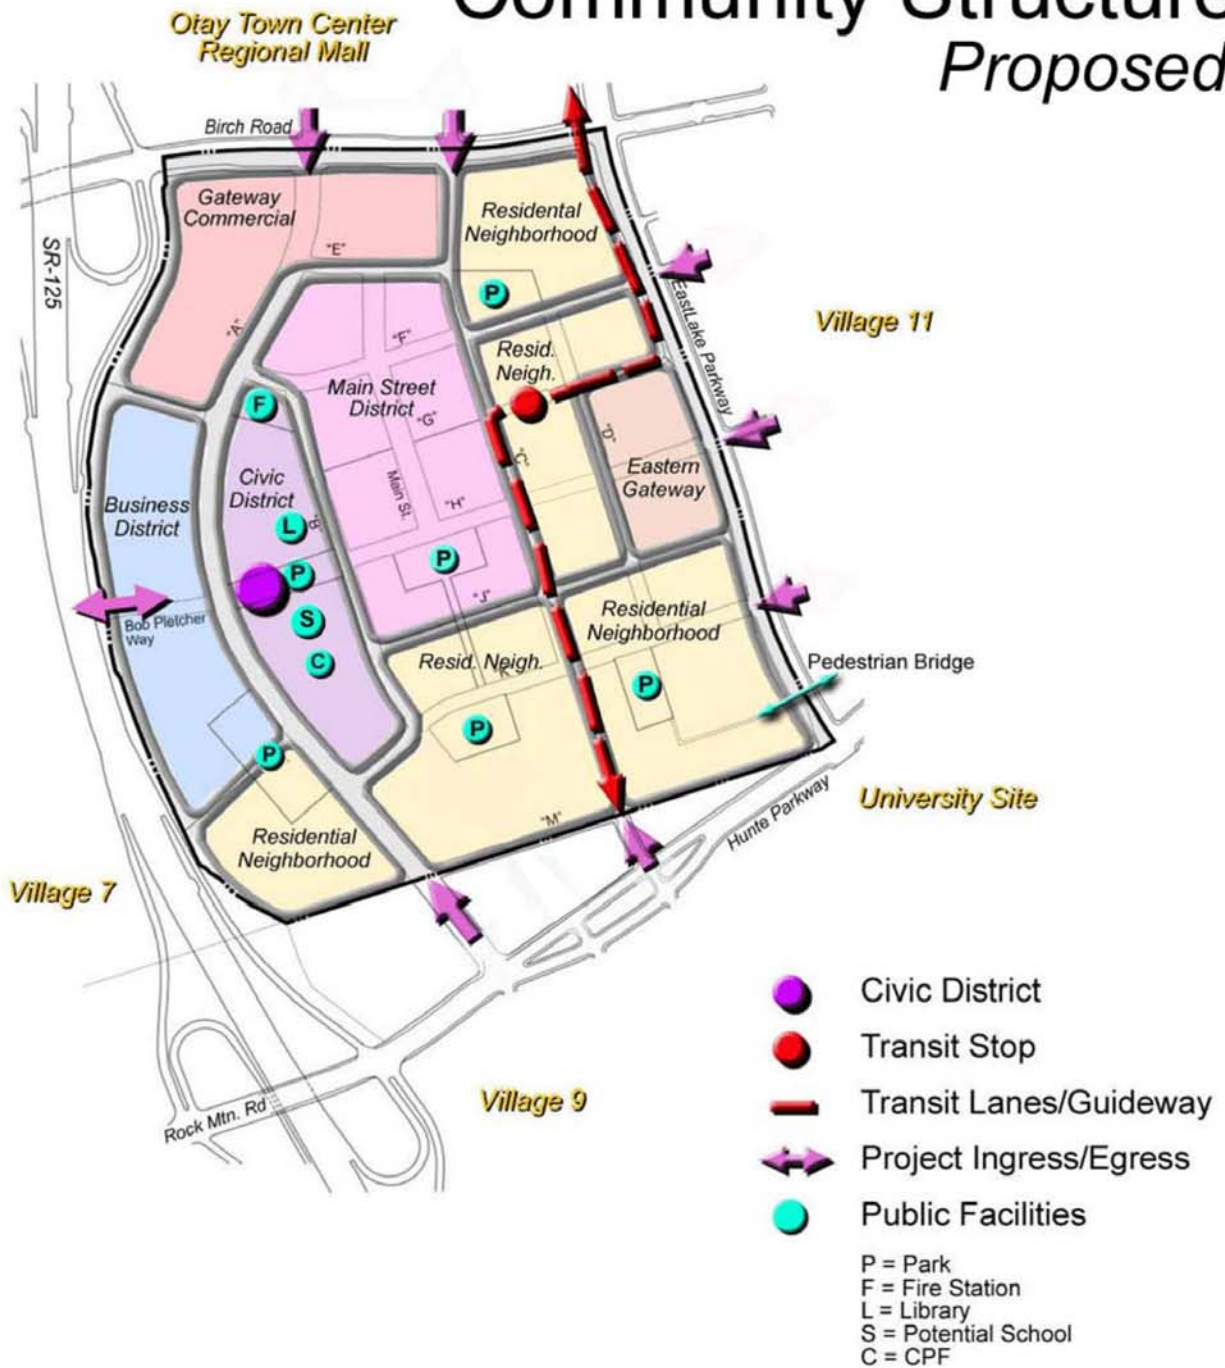 Community Structure
Proposed
Otay Town Center
Regional Mall
Birch Road
Gateway
Commercial
"E"
Residental
Neighborhood
P
SR-125
"A"
"F"
EastLake Parkway
Village 11
Resid.
Neigh.
Main Street
District
F
"G"
"D"
"C"
Eastern
Gateway
Civic
District
Main St.
Business
District
L
"B"
"H"
P
P
"J"
Bob Pletcher
Way
S
C
Residential
Neighborhood
Resid. Neigh.
"K"
P
Pedestrian Bridge
P
P
University Site
"M"
Hunte Parkway
Residential
Neighborhood
Village 7
Village 9
Rock Mtn. Rd
Civic District
Transit Stop
Transit Lanes/Guideway
Project Ingress/Egress
Public Facilities
P = Park
F = Fire Station
L = Library
S = Potential School
C = CPF